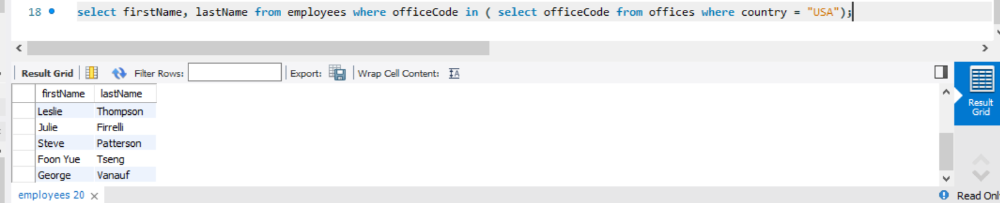 18 select firstName, lastName from employees where officeCode in ( select officeCode from offices where country = "USA");
Result Grid Filter Rows: Export: Wrap Cell Content:
firstName lastName
Leslie Thompson
Julie Firrelli
Steve Patterson
Foon Yue Tseng
George Vanauf
Result
Grid
employees 20
Read Onl